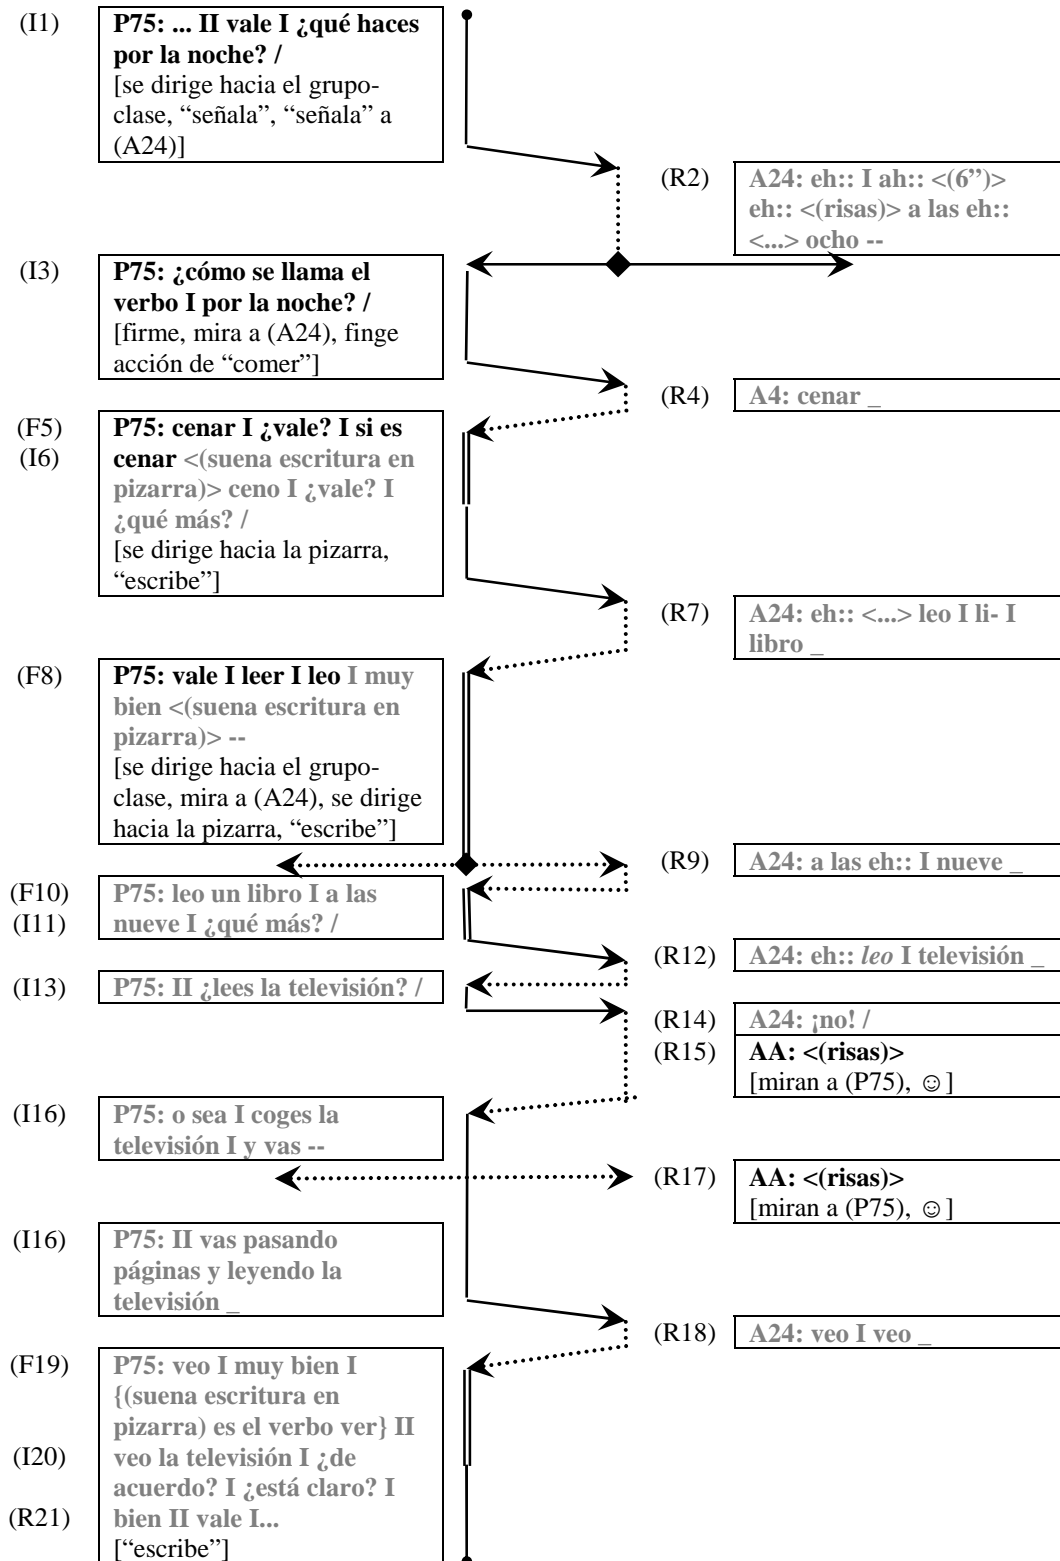 (I1)
P75: ... II vale I ¿qué haces
por la noche? /
[se dirige hacia el grupo-
clase, “señala”, “señala” a
(A24)]
(R2)
A24: eh:: I ah:: <(6”)>
eh:: <(risas)> a las eh::
<...> ocho --
(I3)
P75: ¿cómo se llama el
verbo I por la noche? /
[firme, mira a (A24), finge
acción de “comer”]
(R4)
A4: cenar _
(F5)
(I6)
P75: cenar I ¿vale? I si es
cenar <(suena escritura en
pizarra)> ceno I ¿vale? I
¿qué más? /
[se dirige hacia la pizarra,
“escribe”]
(R7)
A24: eh:: <...> leo I li- I
libro _
(F8)
P75: vale I leer I leo I muy
bien <(suena escritura en
pizarra)> --
[se dirige hacia el grupo-
clase, mira a (A24), se dirige
hacia la pizarra, “escribe”]
(R9)
A24: a las eh:: I nueve _
(F10)
(I11)
P75: leo un libro I a las
nueve I ¿qué más? /
(R12)
A24: eh:: leo I televisión _
(I13)
P75: II ¿lees la televisión? /
(R14)
A24: ¡no! /
(R15)
AA: <(risas)>
[miran a (P75), ☺]
(I16)
P75: o sea I coges la
televisión I y vas --
(R17)
AA: <(risas)>
[miran a (P75), ☺]
(I16)
P75: II vas pasando
páginas y leyendo la
televisión _
(R18)
A24: veo I veo _
(F19)
P75: veo I muy bien I
{(suena escritura en
pizarra) es el verbo ver} II
(I20)
veo la televisión I ¿de
acuerdo? I ¿está claro? I
(R21)
bien II vale I...
[“escribe”]